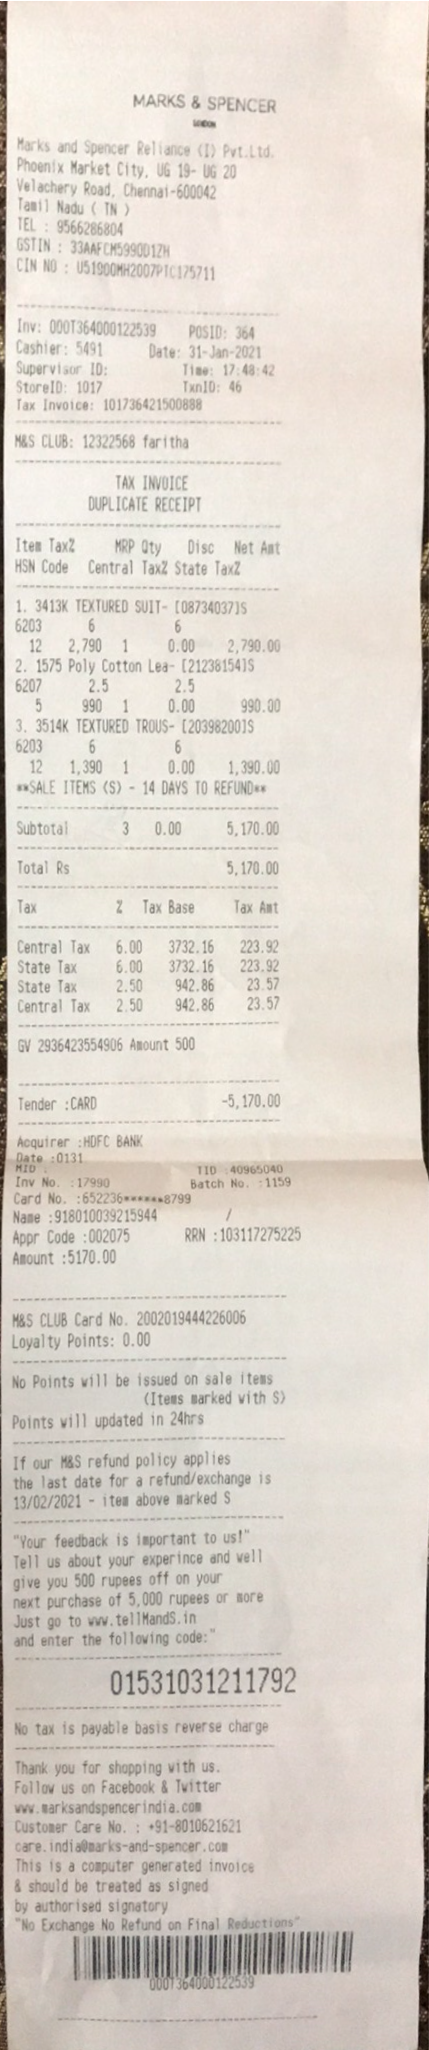 MARKS & SPENCER
LONDON
Marks and Spencer Reliance (I) Pvt.Ltd.
Phoenix Market City, UG 19- UG 20
Velachery Road, Chennai-600042
Tamil Nadu ( TN )
TEL : 9566286804
GSTIN : 33AAFCM5990D1ZH
CIN NO : U51900MH2007PTC175711
Inv: 000T364000122539 POSID: 364
Cashier: 5491 Date: 31-Jan-2021
Supervisor ID: Time: 17:48:42
StoreID: 1017 TxnID: 46
Tax Invoice: 101736421500888
M&S CLUB: 12322568 faritha
TAX INVOICE
DUPLICATE RECEIPT
Item Tax% MRP Qty Disc Net Amt
HSN Code Central Tax% State Tax%
1. 3413K TEXTURED SUIT- [08734037]S
6203 6 6
12 2,790 1 0.00 2,790.00
2. 1575 Poly Cotton Lea- [21238154]S
6207 2.5 2.5
5 990 1 0.00 990.00
3. 3514K TEXTURED TROUS- [20398200]S
6203 6 6
12 1,390 1 0.00 1,390.00
**SALE ITEMS (S) - 14 DAYS TO REFUND**
Subtotal 3 0.00 5,170.00
Total Rs 5,170.00
Tax % Tax Base Tax Amt
Central Tax 6.00 3732.16 223.92
State Tax 6.00 3732.16 223.92
State Tax 2.50 942.86 23.57
Central Tax 2.50 942.86 23.57
GV 2936423554906 Amount 500
Tender :CARD -5,170.00
Acquirer :HDFC BANK
Date :0131
MID : TID :40965040
Inv No. :17990 Batch No. :1159
Card No. :652236******8799
Name :918010039215944 /
Appr Code :002075 RRN :103117275225
Amount :5170.00
M&S CLUB Card No. 2002019444226006
Loyalty Points: 0.00
No Points will be issued on sale items
(Items marked with S)
Points will updated in 24hrs
If our M&S refund policy applies
the last date for a refund/exchange is
13/02/2021 - item above marked S
"Your feedback is important to us!"
Tell us about your experince and well
give you 500 rupees off on your
next purchase of 5,000 rupees or more
Just go to www.tellMandS.in
and enter the following code:"
01531031211792
No tax is payable basis reverse charge
Thank you for shopping with us.
Follow us on Facebook & Twitter
www.marksandspencerindia.com
Customer Care No. : +91-8010621621
care.india@marks-and-spencer.com
This is a computer generated invoice
& should be treated as signed
by authorised signatory
"No Exchange No Refund on Final Reductions"
000T364000122539